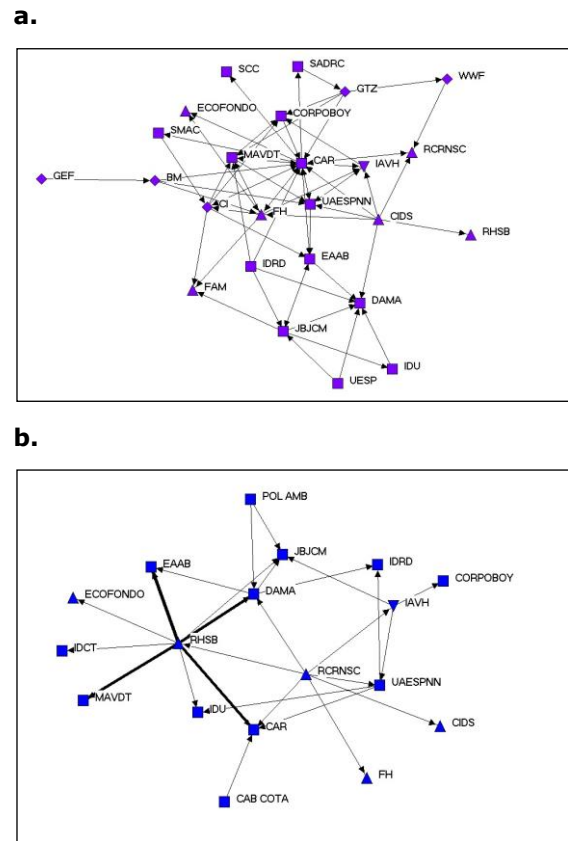 a.
SCC
SADRC
GTZ
WWF
ECOFONDO
CORPOBOY
SMAC
RCRNSC
MAVDT
CAR
IAVH
GEF
BM
CI
FH
UAESPNN
CIDS
RHSB
IDRD
EAAB
FAM
DAMA
JBJCM
IDU
UESP
b.
POL AMB
JBJCM
EAAB
IDRD
CORPOBOY
ECOFONDO
DAMA
IAVH
RHSB
IDCT
RCRNSC
UAESPNN
MAVDT
IDU
CAR
CIDS
FH
CAB COTA